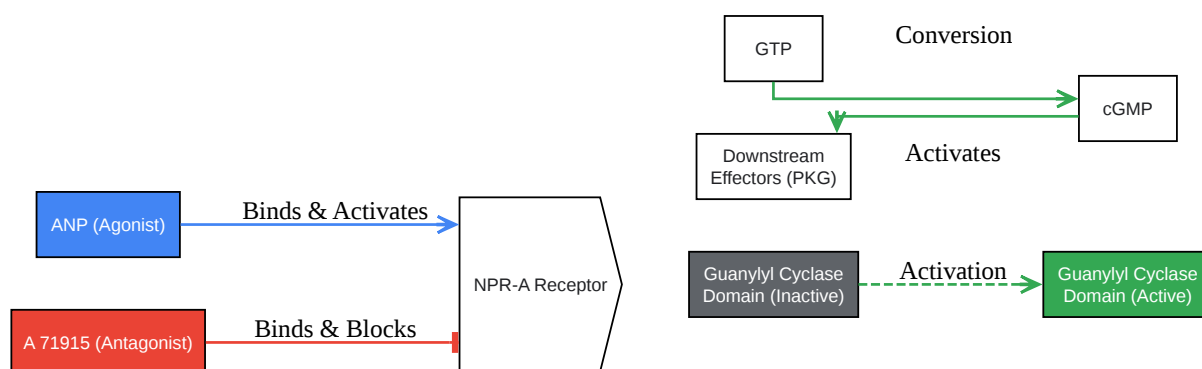 GTP
Conversion
cGMP
Downstream
Effectors (PKG)
Activates
ANP (Agonist)
Binds & Activates
NPR-A Receptor
Guanylyl Cyclase
Domain (Inactive)
Activation
Guanylyl Cyclase
Domain (Active)
A 71915 (Antagonist)
Binds & Blocks